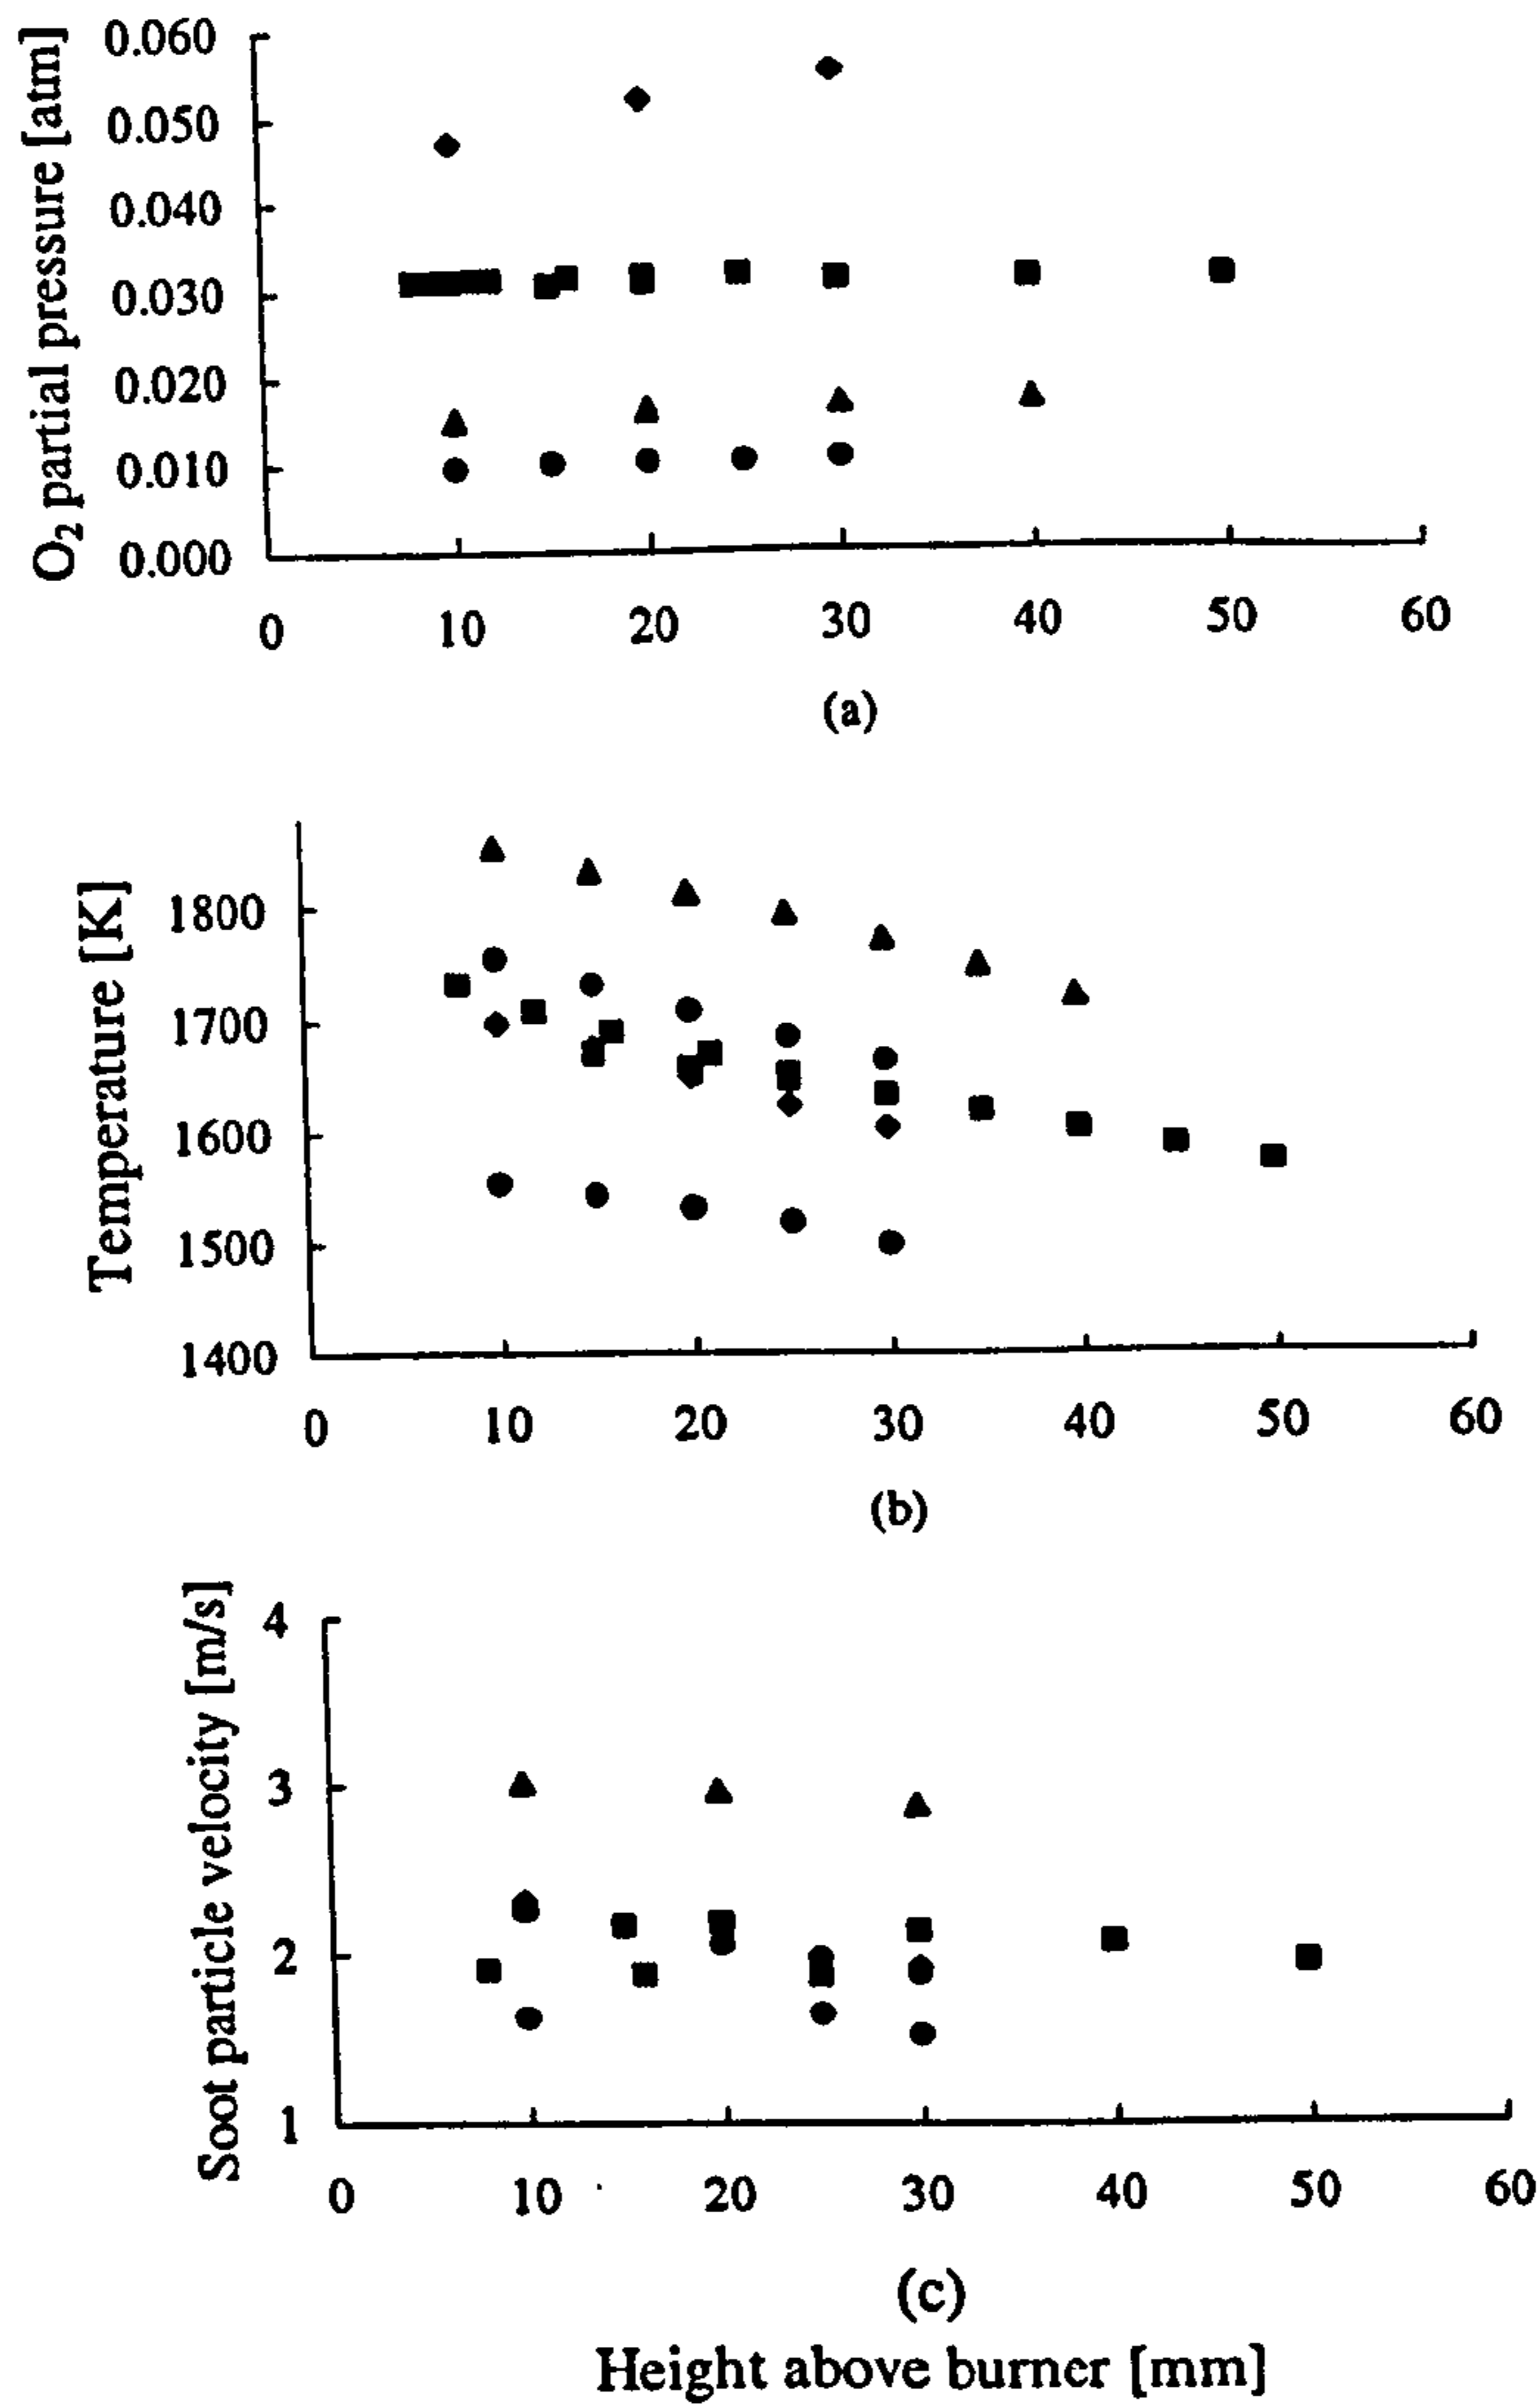 O₂ partial pressure [atm]
0.060
0.050
0.040
0.030
0.020
0.010
0.000
0 10 20 30 40 50 60
(a)
Temperature [K]
1800
1700
1600
1500
1400
0 10 20 30 40 50 60
(b)
Soot particle velocity [m/s]
4
3
2
1
0 10 20 30 40 50 60
(c)
Height above burner [mm]